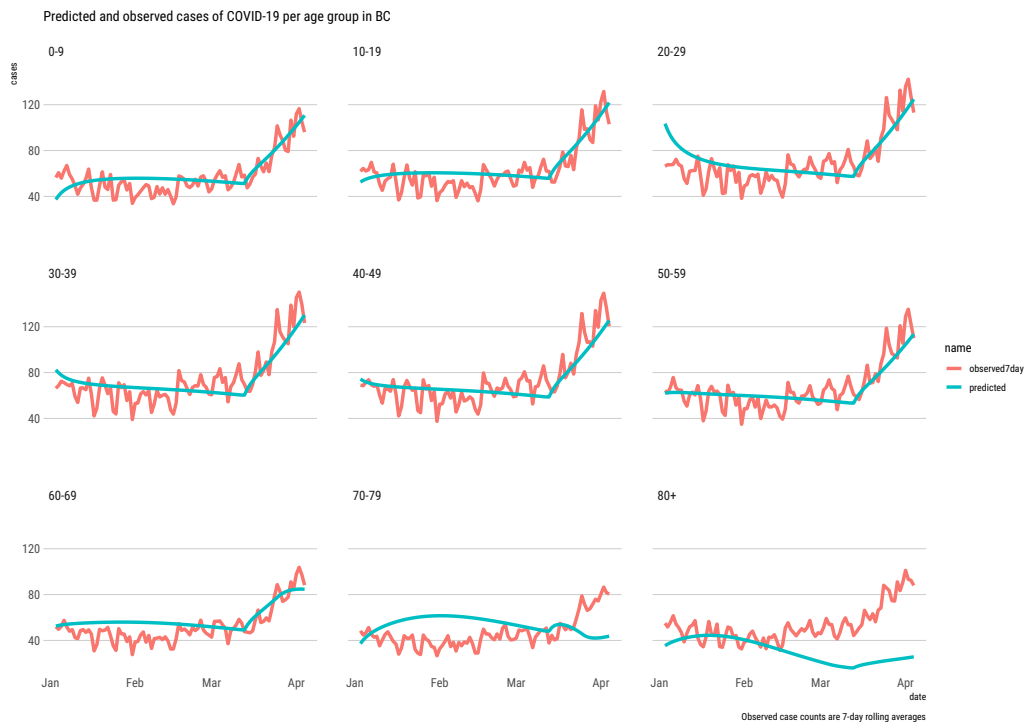 Predicted and observed cases of COVID-19 per age group in BC
0-9
10-19
20-29
cases
120
80
40
30-39
40-49
50-59
120
80
40
name
observed7day
predicted
60-69
70-79
80+
120
80
40
Jan Feb Mar Apr
Jan Feb Mar Apr
Jan Feb Mar Apr
date
Observed case counts are 7-day rolling averages